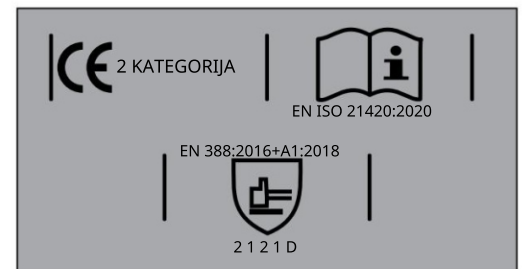 CE 2 KATEGORIJA
i
EN ISO 21420:2020
EN 388:2016+A1:2018
2 1 2 1 D